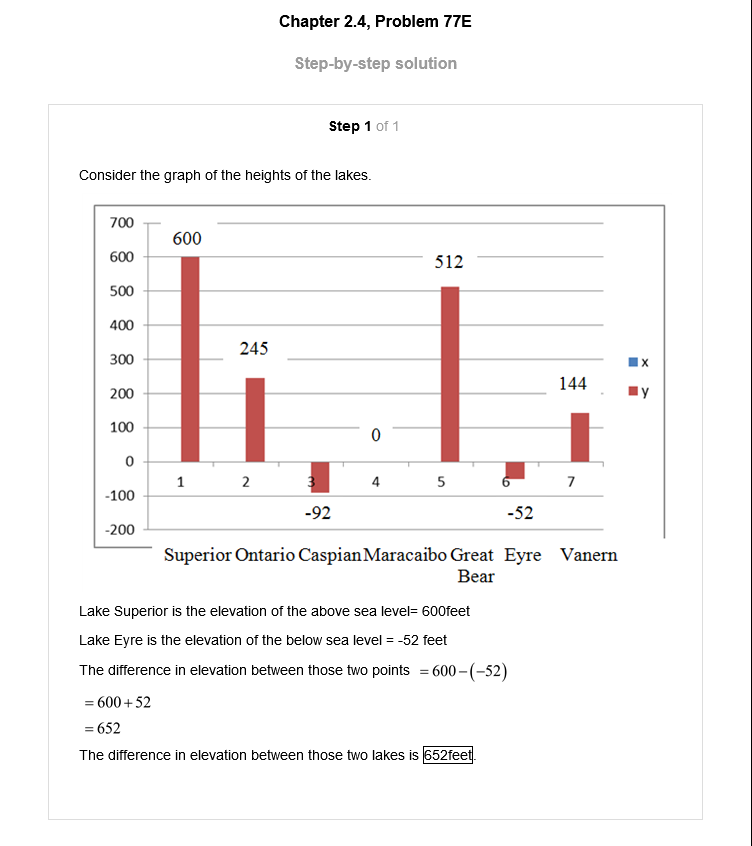 Chapter 2.4, Problem 77E
Step-by-step solution
Step 1 of 1
Consider the graph of the heights of the lakes.
700
600
500
400
300
200
100
0
-100
-200
600
245
-92
0
512
-52
144
1 2 3 4 5 6 7
x
y
Superior Ontario Caspian Maracaibo Great Eyre Vanern
Bear
Lake Superior is the elevation of the above sea level= 600feet
Lake Eyre is the elevation of the below sea level = -52 feet
The difference in elevation between those two points = 600−(−52)
= 600+52
= 652
The difference in elevation between those two lakes is 652feet.